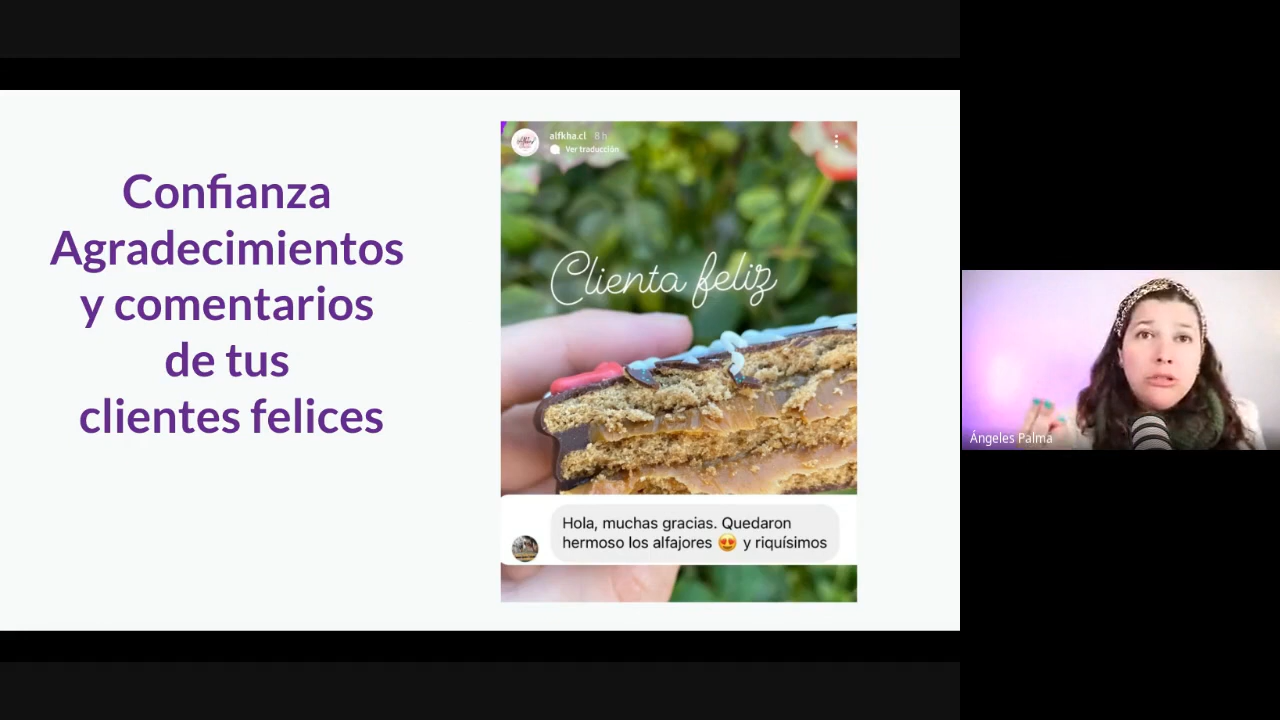 Confianza
Agradecimientos
y comentarios
de tus
clientes felices
alfkha.cl 8 h
Ver traducción
Clienta feliz
Hola, muchas gracias. Quedaron
hermoso los alfajores 😍 y riquísimos
Ángeles Palma